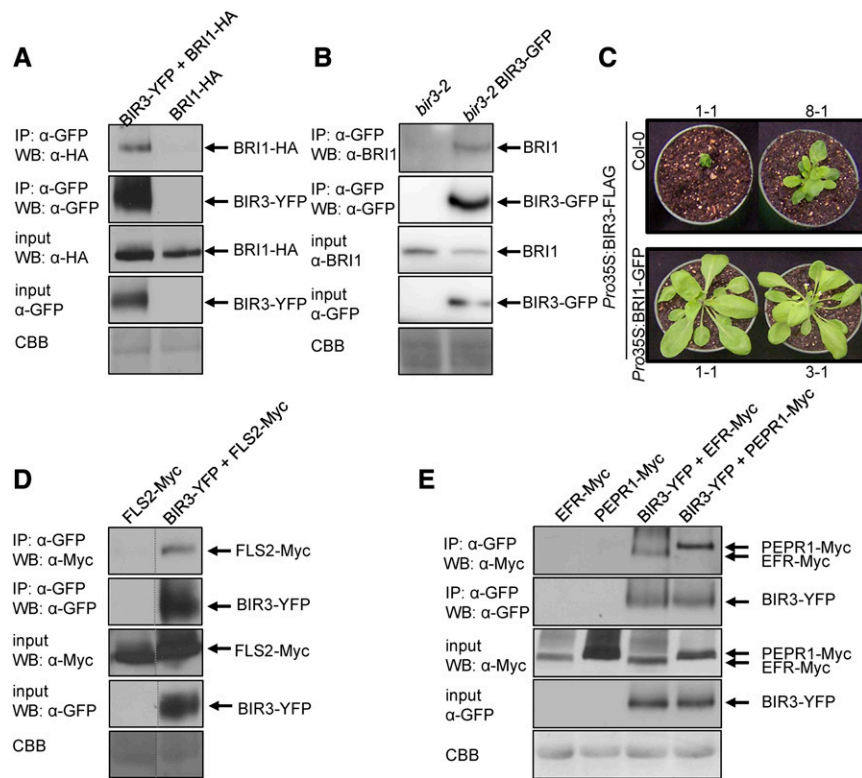 A
BIR3-YFP + BRI1-HA
BRI1-HA
IP: α-GFP
WB: α-HA
BRI1-HA
IP: α-GFP
WB: α-GFP
BIR3-YFP
input
WB: α-HA
BRI1-HA
input
α-GFP
BIR3-YFP
CBB
B
bir3-2
bir3-2 BIR3-GFP
IP: α-GFP
WB: α-BRI1
BRI1
IP: α-GFP
WB: α-GFP
BIR3-GFP
input
α-BRI1
BRI1
input
α-GFP
BIR3-GFP
CBB
C
1-1
8-1
Pro35S:BIR3-FLAG
Col-0
Pro35S:BRI1-GFP
1-1
3-1
D
FLS2-Myc
BIR3-YFP + FLS2-Myc
IP: α-GFP
WB: α-Myc
FLS2-Myc
IP: α-GFP
WB: α-GFP
BIR3-YFP
input
WB: α-Myc
FLS2-Myc
input
WB: α-GFP
BIR3-YFP
CBB
E
EFR-Myc
PEPR1-Myc
BIR3-YFP + EFR-Myc
BIR3-YFP + PEPR1-Myc
IP: α-GFP
WB: α-Myc
PEPR1-Myc
EFR-Myc
IP: α-GFP
WB: α-GFP
BIR3-YFP
input
WB: α-Myc
PEPR1-Myc
EFR-Myc
input
α-GFP
BIR3-YFP
CBB